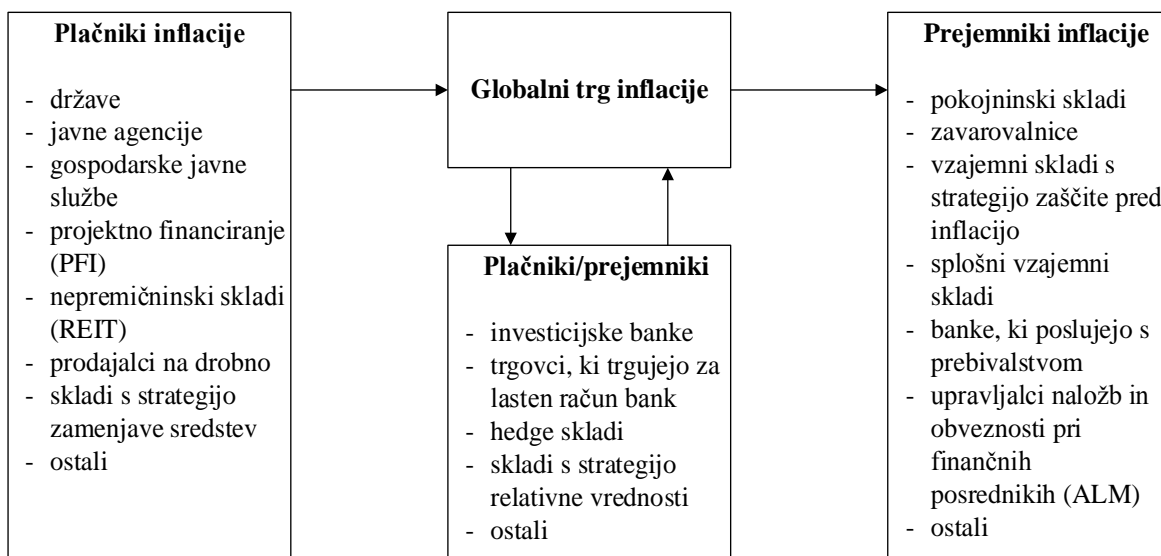 Plačniki inflacije
- države
- javne agencije
- gospodarske javne
službe
- projektno financiranje
(PFI)
- nepremičninski skladi
(REIT)
- prodajalci na drobno
- skladi s strategijo
zamenjave sredstev
- ostali
Globalni trg inflacije
Plačniki/prejemniki
- investicijske banke
- trgovci, ki trgujejo za
lasten račun bank
- hedge skladi
- skladi s strategijo
relativne vrednosti
- ostali
Prejemniki inflacije
- pokojninski skladi
- zavarovalnice
- vzajemni skladi s
strategijo zaščite pred
inflacijo
- splošni vzajemni
skladi
- banke, ki poslujejo s
prebivalstvom
- upravljalci naložb in
obveznosti pri
finančnih
posrednikih (ALM)
- ostali